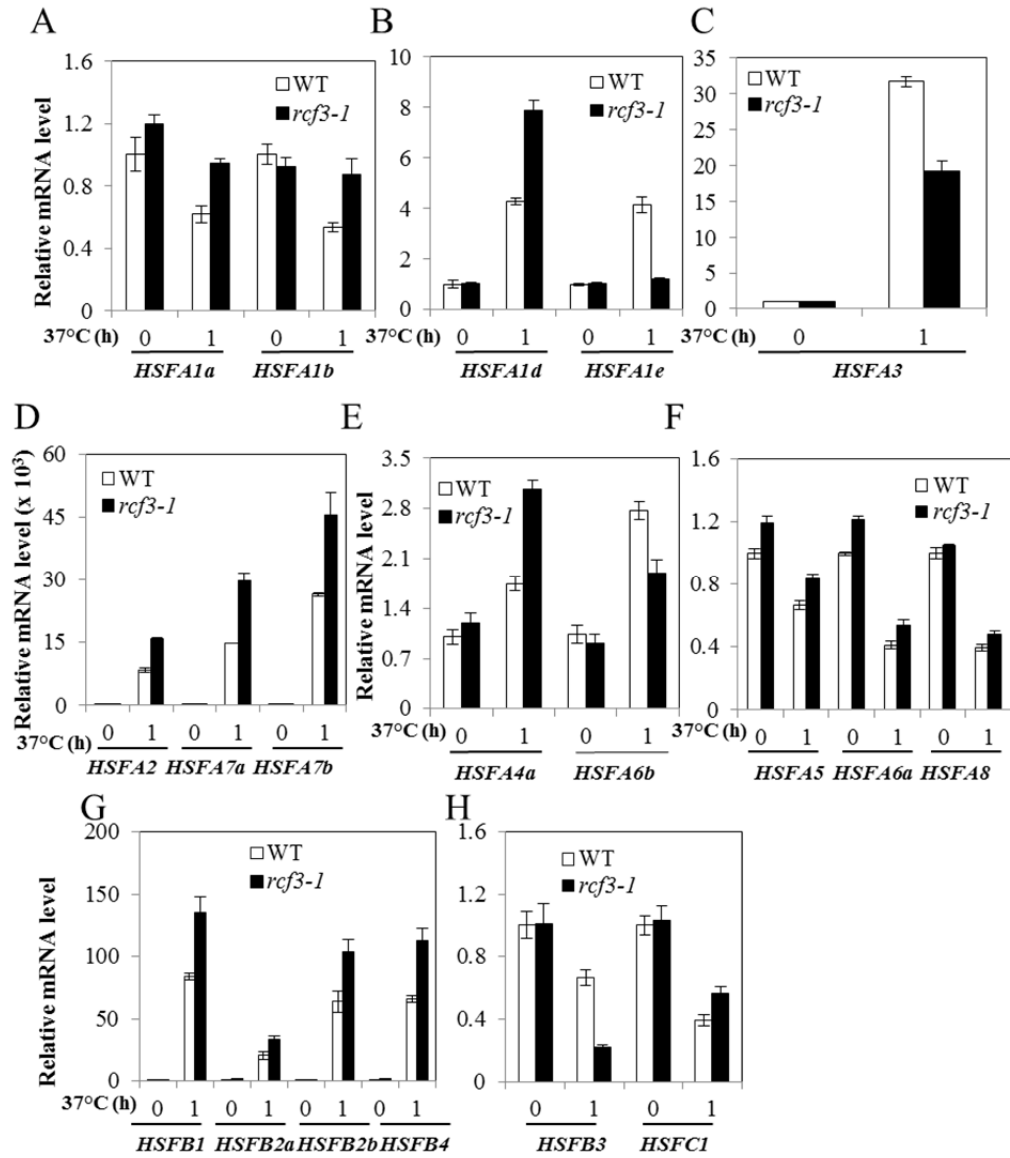 A
Relative mRNA level
1.6
1.2
0.8
0.4
0
WT
rcf3-1
37°C (h)
0 1 0 1
HSFA1a HSFA1b
B
10
8
6
4
2
0
WT
rcf3-1
37°C (h)
0 1 0 1
HSFA1d HSFA1e
C
35
30
25
20
15
10
5
0
WT
rcf3-1
37°C (h)
0 1
HSFA3
D
Relative mRNA level (x 10³)
60
45
30
15
0
WT
rcf3-1
37°C (h)
0 1 0 1 0 1
HSFA2 HSFA7a HSFA7b
E
Relative mRNA level
3.5
2.8
2.1
1.4
0.7
0
WT
rcf3-1
37°C (h)
0 1 0 1
HSFA4a HSFA6b
F
1.6
1.2
0.8
0.4
0
WT
rcf3-1
37°C (h)
0 1 0 1 0 1
HSFA5 HSFA6a HSFA8
G
Relative mRNA level
200
150
100
50
0
WT
rcf3-1
37°C (h)
0 1 0 1 0 1 0 1
HSFB1 HSFB2a HSFB2b HSFB4
H
1.6
1.2
0.8
0.4
0
WT
rcf3-1
0 1 0 1
HSFB3 HSFC1